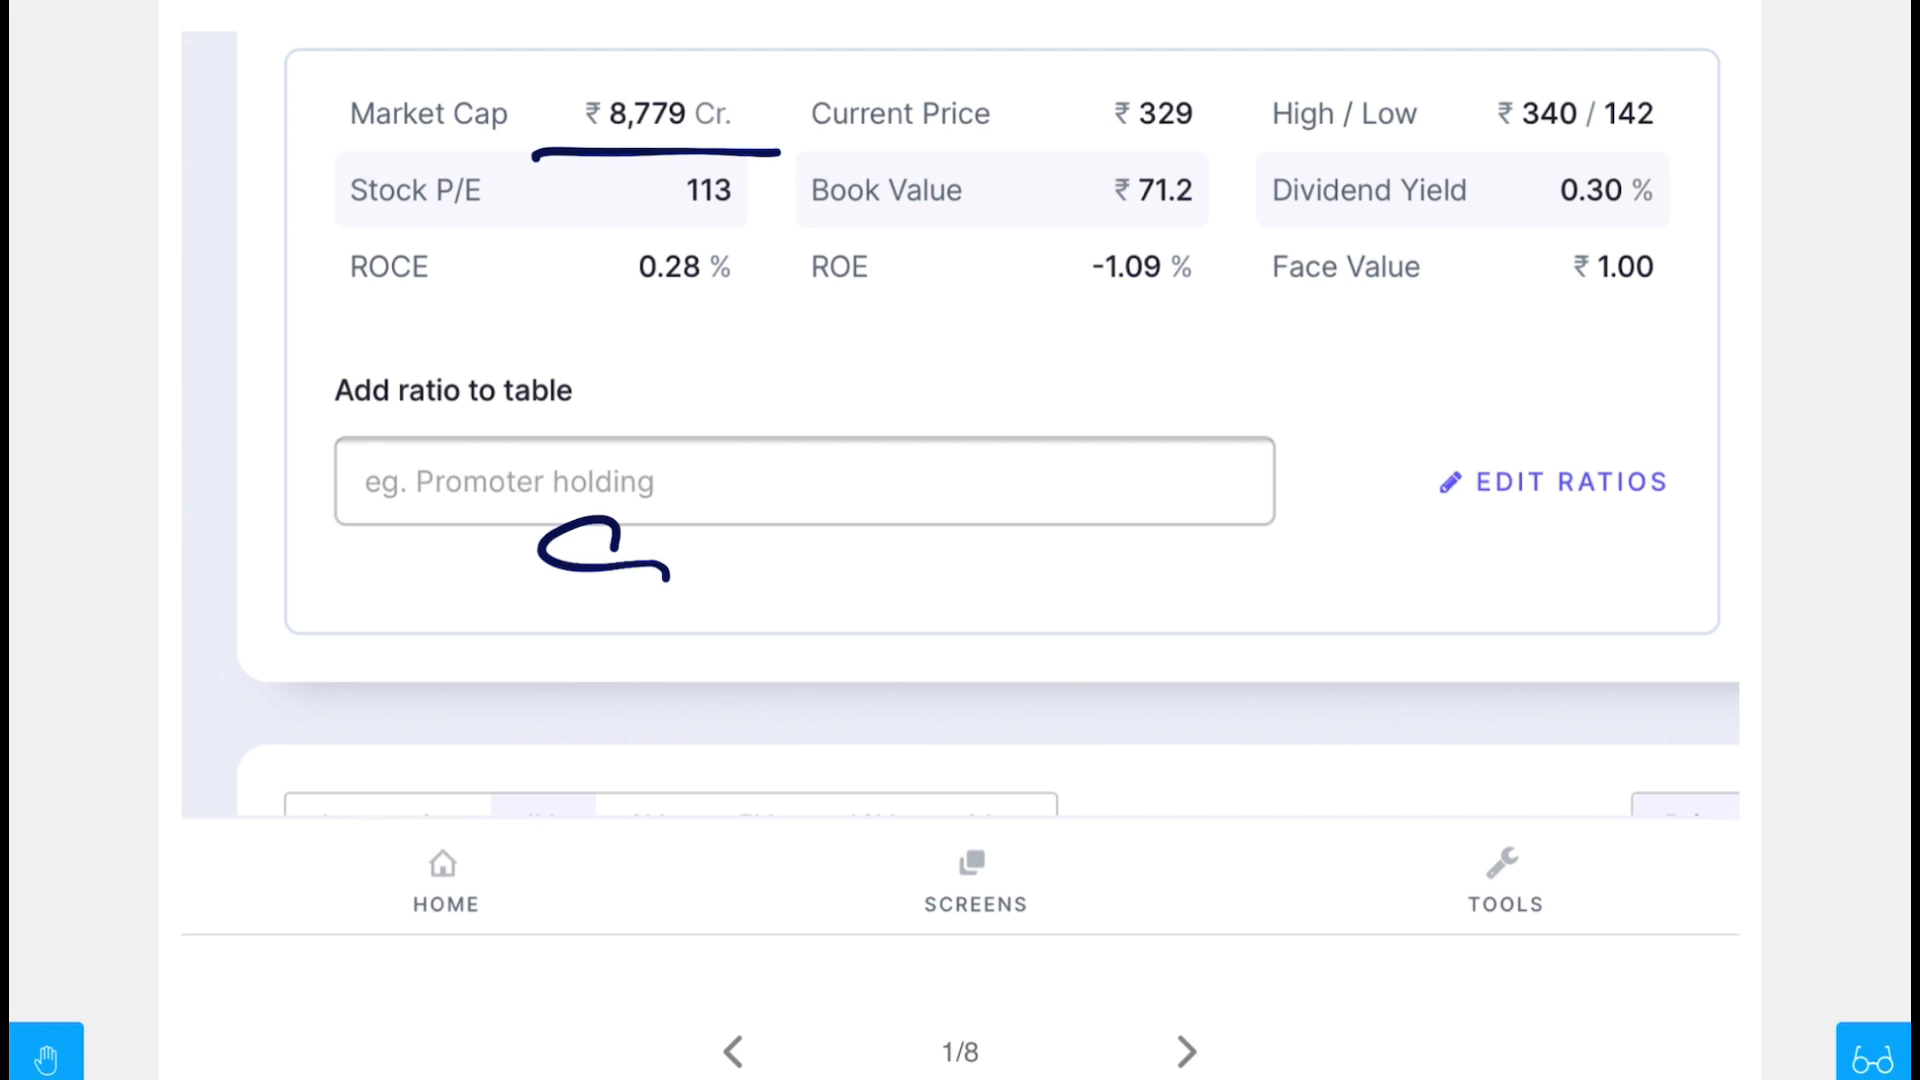 Market Cap ₹ 8,779 Cr. Current Price ₹ 329 High / Low ₹ 340 / 142
Stock P/E 113 Book Value ₹ 71.2 Dividend Yield 0.30 %
ROCE 0.28 % ROE -1.09 % Face Value ₹ 1.00
Add ratio to table
eg. Promoter holding EDIT RATIOS
HOME SCREENS TOOLS
1/8